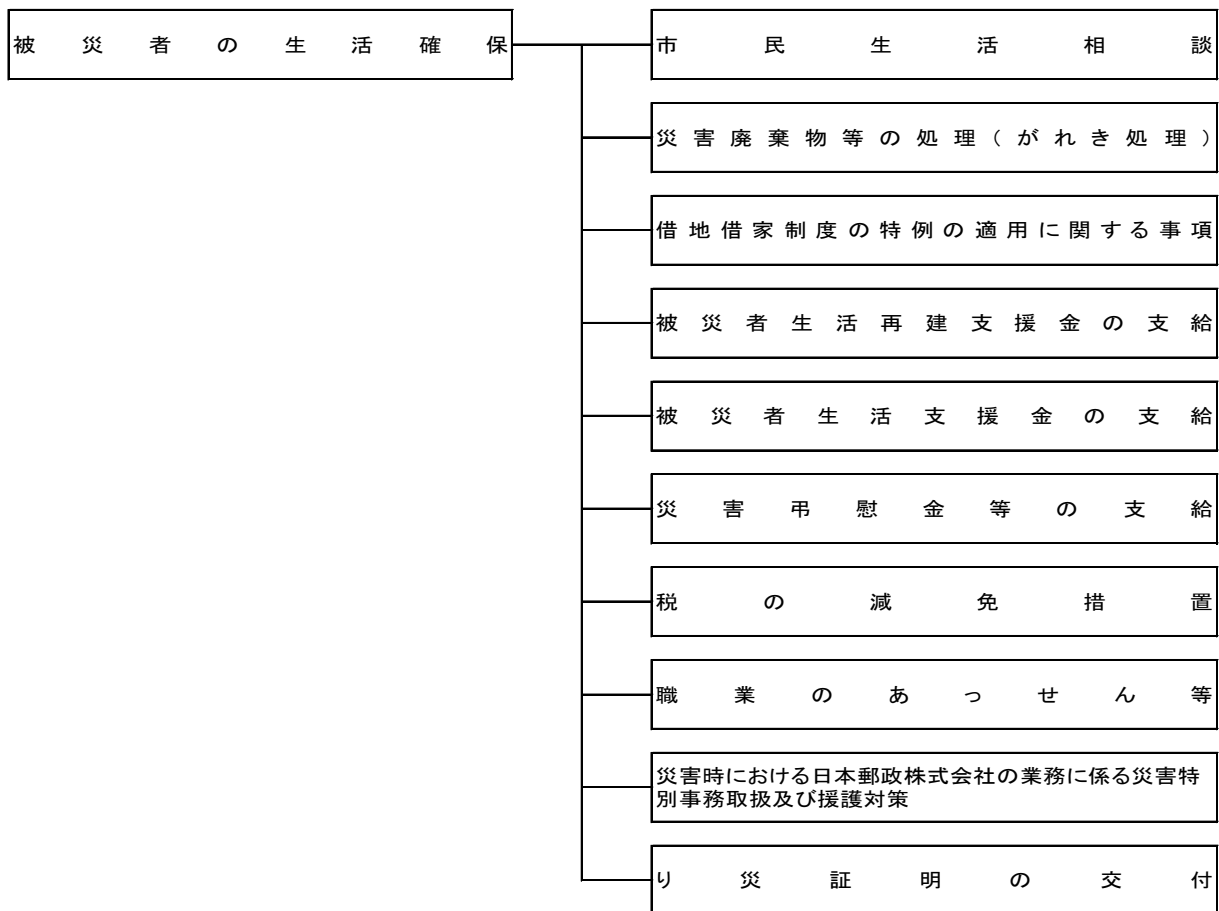 被災者の生活確保
市民生活相談
災害廃棄物等の処理(がれき処理)
借地借家制度の特例の適用に関する事項
被災者生活再建支援金の支給
被災者生活支援金の支給
災害弔慰金等の支給
税の減免措置
職業のあっせん等
災害時における日本郵政株式会社の業務に係る災害特
別事務取扱及び援護対策
り災証明の交付